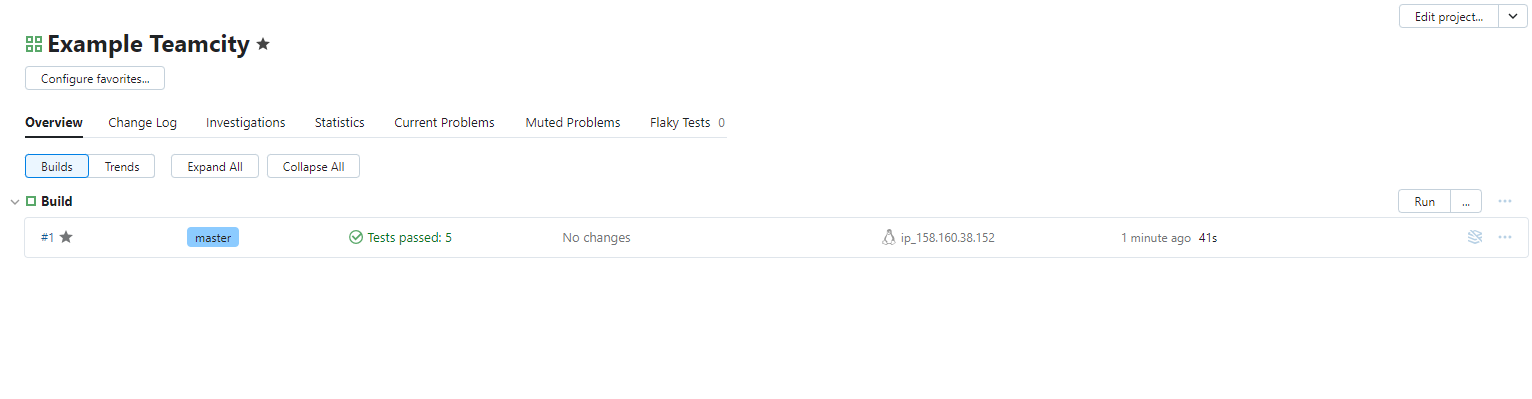 Edit project...
Example Teamcity
Configure favorites...
Overview Change Log Investigations Statistics Current Problems Muted Problems Flaky Tests 0
Builds Trends Expand All Collapse All
Build Run ...
#1 master Tests passed: 5 No changes ip_158.160.38.152 1 minute ago 41s